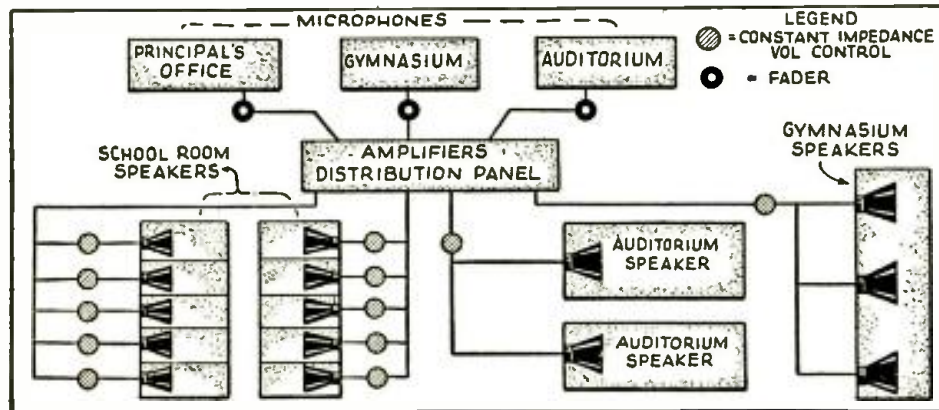 MICROPHONES
PRINCIPAL'S
OFFICE
GYMNASIUM
AUDITORIUM
LEGEND
= CONSTANT IMPEDANCE
VOL CONTROL
= FADER
AMPLIFIERS
DISTRIBUTION PANEL
SCHOOL ROOM
SPEAKERS
GYMNASIUM
SPEAKERS
AUDITORIUM
SPEAKER
AUDITORIUM
SPEAKER